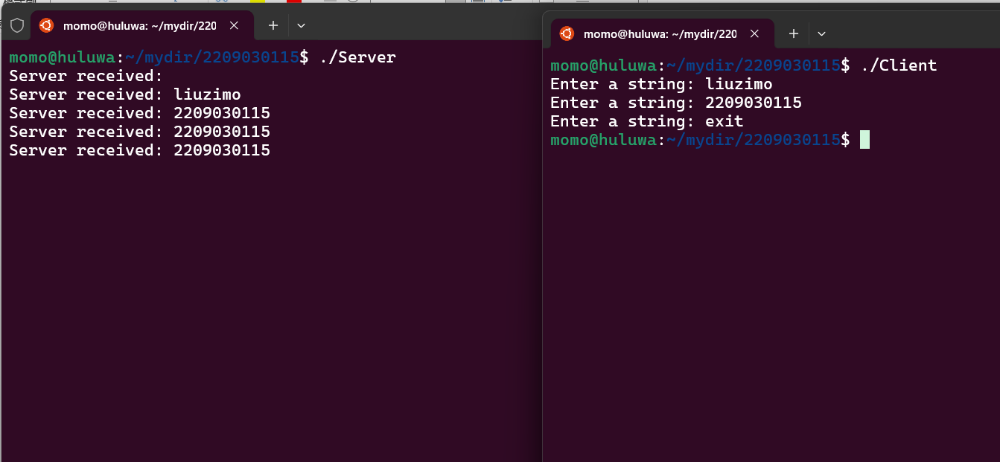 momo@huluwa: ~/mydir/220
momo@huluwa:~/mydir/2209030115$ ./Server
Server received:
Server received: liuzimo
Server received: 2209030115
Server received: 2209030115
Server received: 2209030115
momo@huluwa: ~/mydir/220
momo@huluwa:~/mydir/2209030115$ ./Client
Enter a string: liuzimo
Enter a string: 2209030115
Enter a string: exit
momo@huluwa:~/mydir/2209030115$